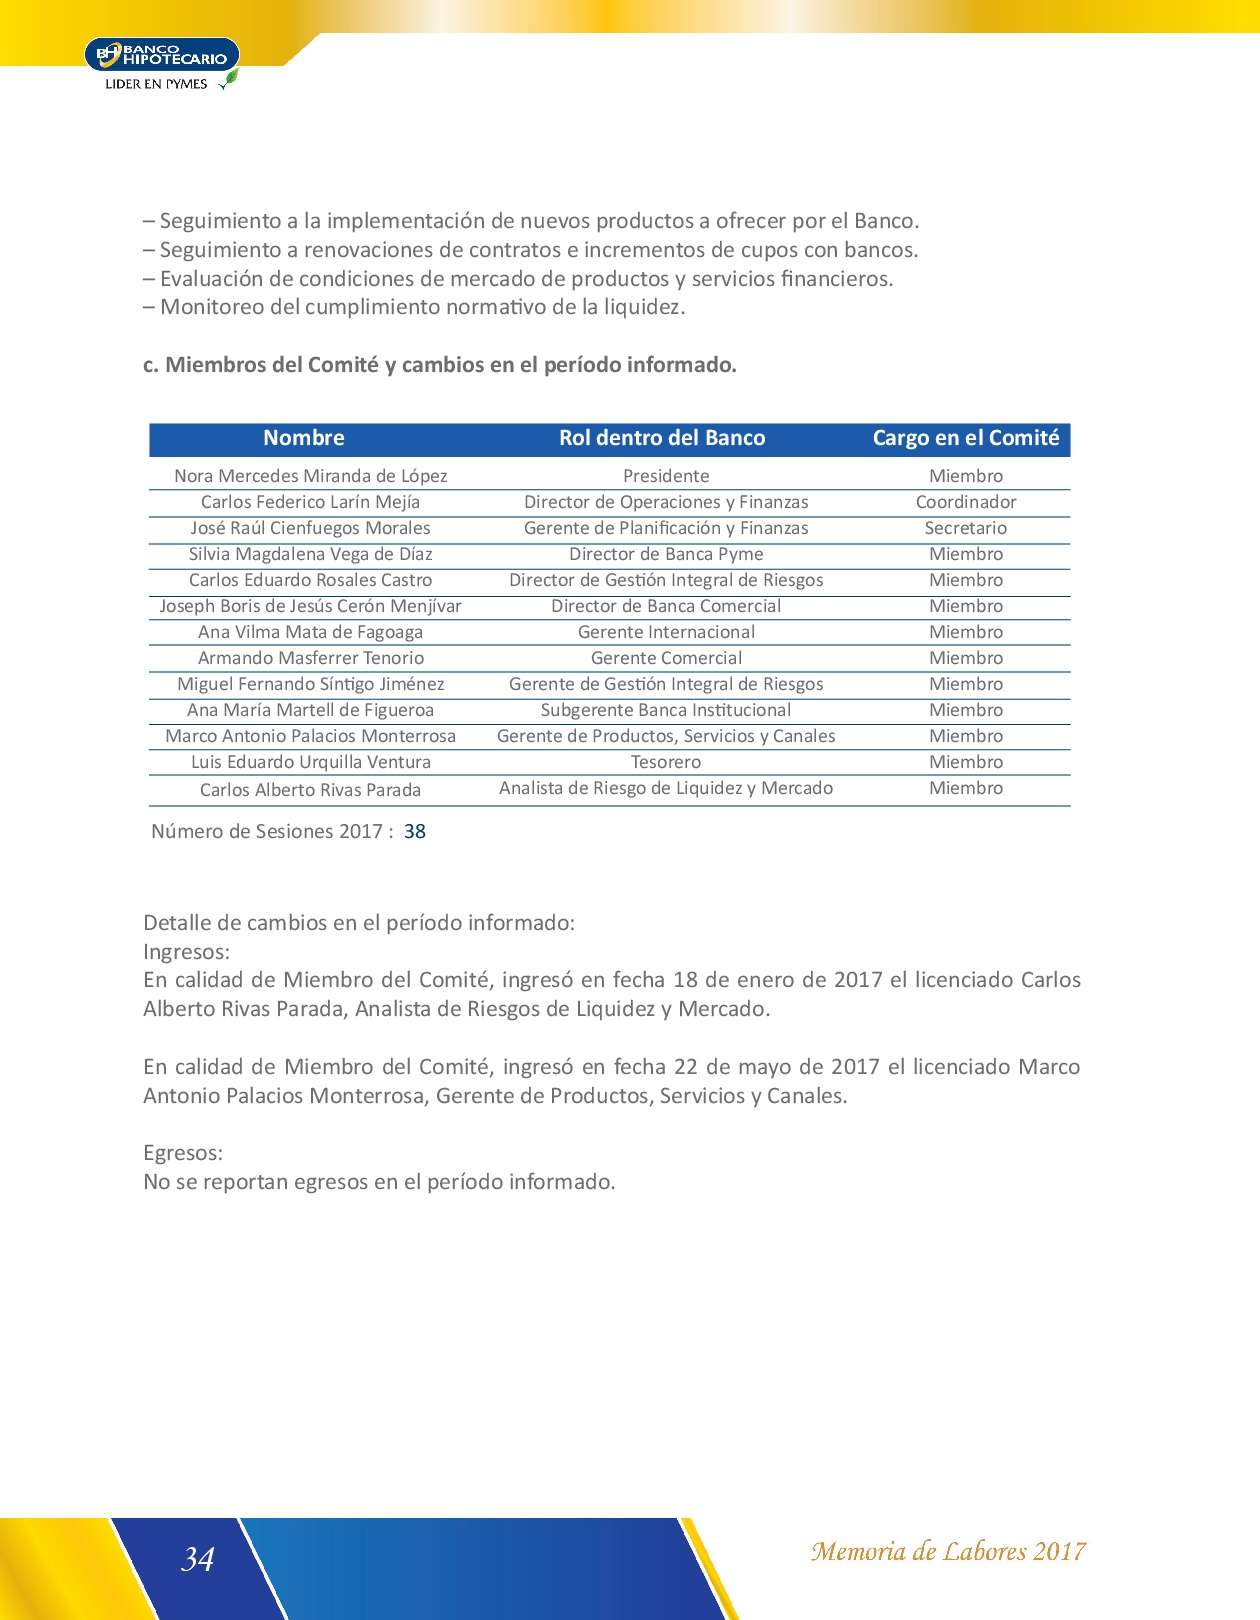 BH BANCO
HIPOTECARIO
LIDER EN PYMES
– Seguimiento a la implementación de nuevos productos a ofrecer por el Banco.
– Seguimiento a renovaciones de contratos e incrementos de cupos con bancos.
– Evaluación de condiciones de mercado de productos y servicios financieros.
– Monitoreo del cumplimiento normativo de la liquidez.
c. Miembros del Comité y cambios en el período informado.
Nombre Rol dentro del Banco Cargo en el Comité
Nora Mercedes Miranda de López Presidente Miembro
Carlos Federico Larín Mejía Director de Operaciones y Finanzas Coordinador
José Raúl Cienfuegos Morales Gerente de Planificación y Finanzas Secretario
Silvia Magdalena Vega de Díaz Director de Banca Pyme Miembro
Carlos Eduardo Rosales Castro Director de Gestión Integral de Riesgos Miembro
Joseph Boris de Jesús Cerón Menjívar Director de Banca Comercial Miembro
Ana Vilma Mata de Fagoaga Gerente Internacional Miembro
Armando Masferrer Tenorio Gerente Comercial Miembro
Miguel Fernando Síntigo Jiménez Gerente de Gestión Integral de Riesgos Miembro
Ana María Martell de Figueroa Subgerente Banca Institucional Miembro
Marco Antonio Palacios Monterrosa Gerente de Productos, Servicios y Canales Miembro
Luis Eduardo Urquilla Ventura Tesorero Miembro
Carlos Alberto Rivas Parada Analista de Riesgo de Liquidez y Mercado Miembro
Número de Sesiones 2017 : 38
Detalle de cambios en el período informado:
Ingresos:
En calidad de Miembro del Comité, ingresó en fecha 18 de enero de 2017 el licenciado Carlos
Alberto Rivas Parada, Analista de Riesgos de Liquidez y Mercado.
En calidad de Miembro del Comité, ingresó en fecha 22 de mayo de 2017 el licenciado Marco
Antonio Palacios Monterrosa, Gerente de Productos, Servicios y Canales.
Egresos:
No se reportan egresos en el período informado.
34
Memoria de Labores 2017